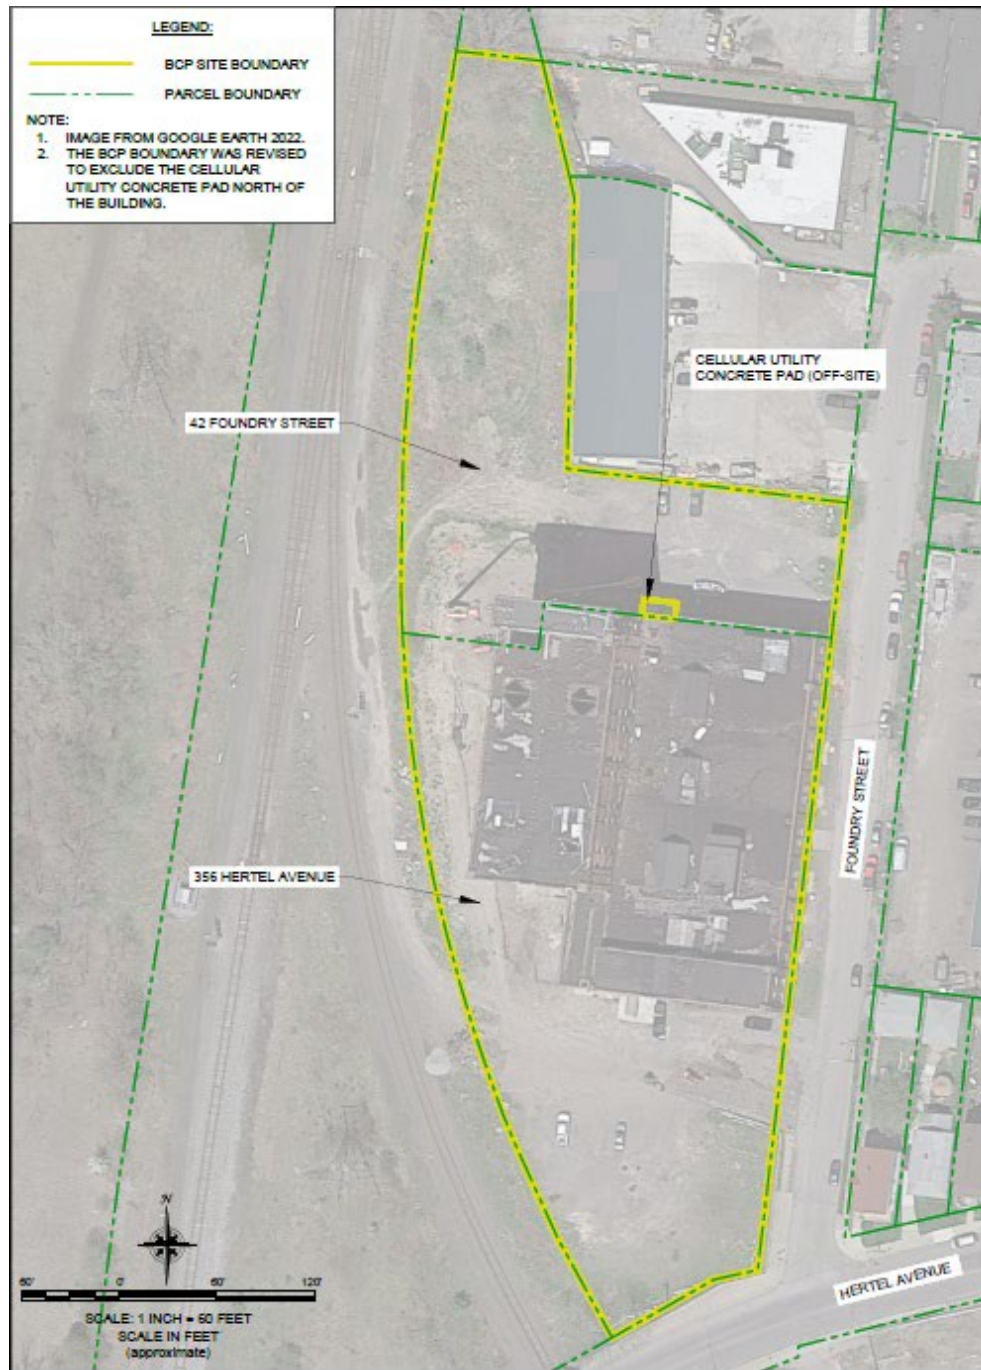 LEGEND:
BCP SITE BOUNDARY
PARCEL BOUNDARY
NOTE:
1. IMAGE FROM GOOGLE EARTH 2022.
2. THE BCP BOUNDARY WAS REVISED
TO EXCLUDE THE CELLULAR
UTILITY CONCRETE PAD NORTH OF
THE BUILDING.
CELLULAR UTILITY
CONCRETE PAD (OFF-SITE)
42 FOUNDRY STREET
FOUNDRY STREET
356 HERTEL AVENUE
HERTEL AVENUE
N
60' 0' 60' 120'
SCALE: 1 INCH = 60 FEET
SCALE IN FEET
(approximate)